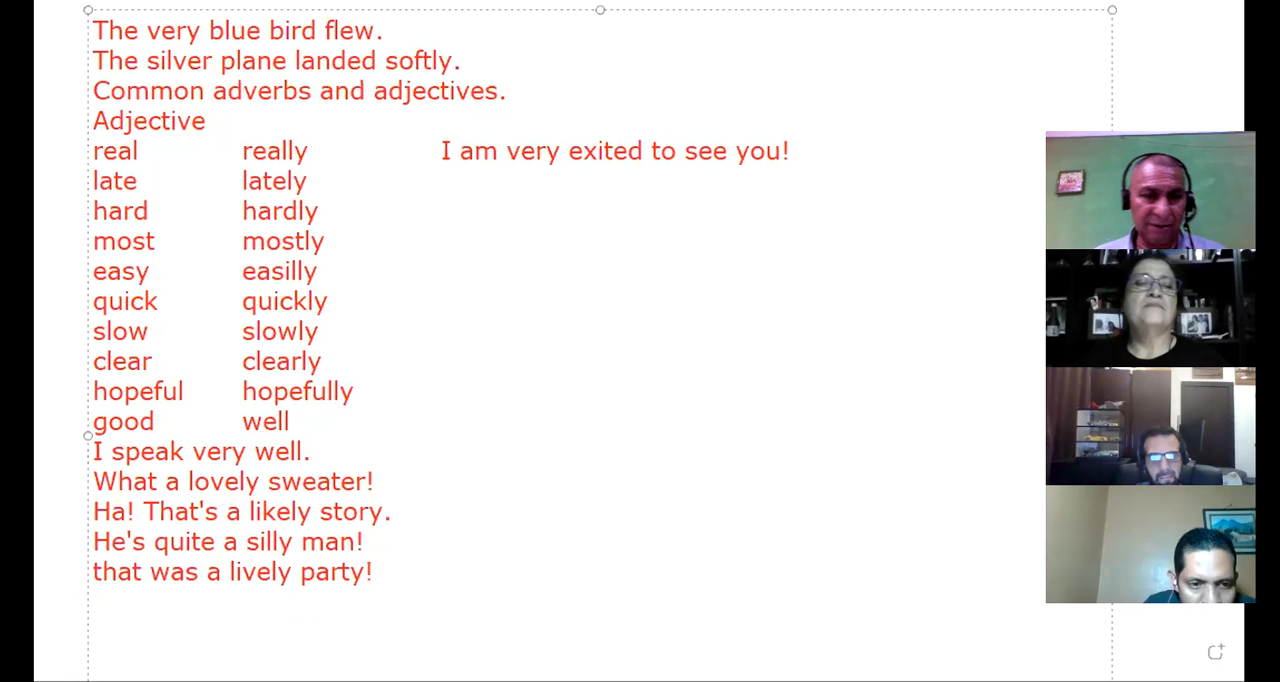 The very blue bird flew.
The silver plane landed softly.
Common adverbs and adjectives.
Adjective
real really I am very exited to see you!
late lately
hard hardly
most mostly
easy easilly
quick quickly
slow slowly
clear clearly
hopeful hopefully
good well
I speak very well.
What a lovely sweater!
Ha! That's a likely story.
He's quite a silly man!
that was a lively party!